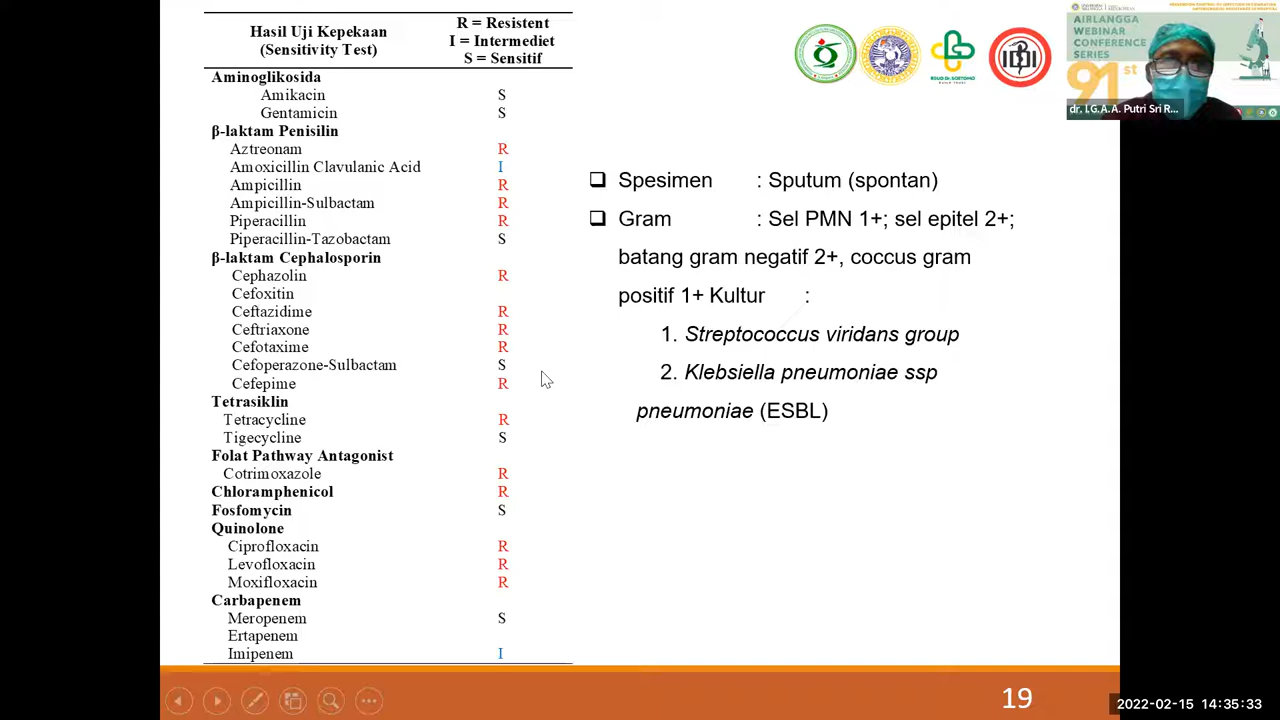 Hasil Uji Kepekaan
(Sensitivity Test)
R = Resistent
I = Intermediet
S = Sensitif
Aminoglikosida
Amikacin S
Gentamicin S
β-laktam Penisilin
Aztreonam R
Amoxicillin Clavulanic Acid I
Ampicillin R
Ampicillin-Sulbactam R
Piperacillin R
Piperacillin-Tazobactam S
β-laktam Cephalosporin
Cephazolin R
Cefoxitin
Ceftazidime R
Ceftriaxone R
Cefotaxime R
Cefoperazone-Sulbactam S
Cefepime R
Tetrasiklin
Tetracycline R
Tigecycline S
Folat Pathway Antagonist
Cotrimoxazole R
Chloramphenicol R
Fosfomycin S
Quinolone
Ciprofloxacin R
Levofloxacin R
Moxifloxacin R
Carbapenem
Meropenem S
Ertapenem
Imipenem I
Spesimen : Sputum (spontan)
Gram : Sel PMN 1+; sel epitel 2+;
batang gram negatif 2+, coccus gram
positif 1+ Kultur :
1. Streptococcus viridans group
2. Klebsiella pneumoniae ssp
pneumoniae (ESBL)
IDI
AIRLANGGA
WEBINAR
CONFERENCE
SERIES
91st
dr. I.G.A.A. Putri Sri R...
19
2022-02-15 14:35:33